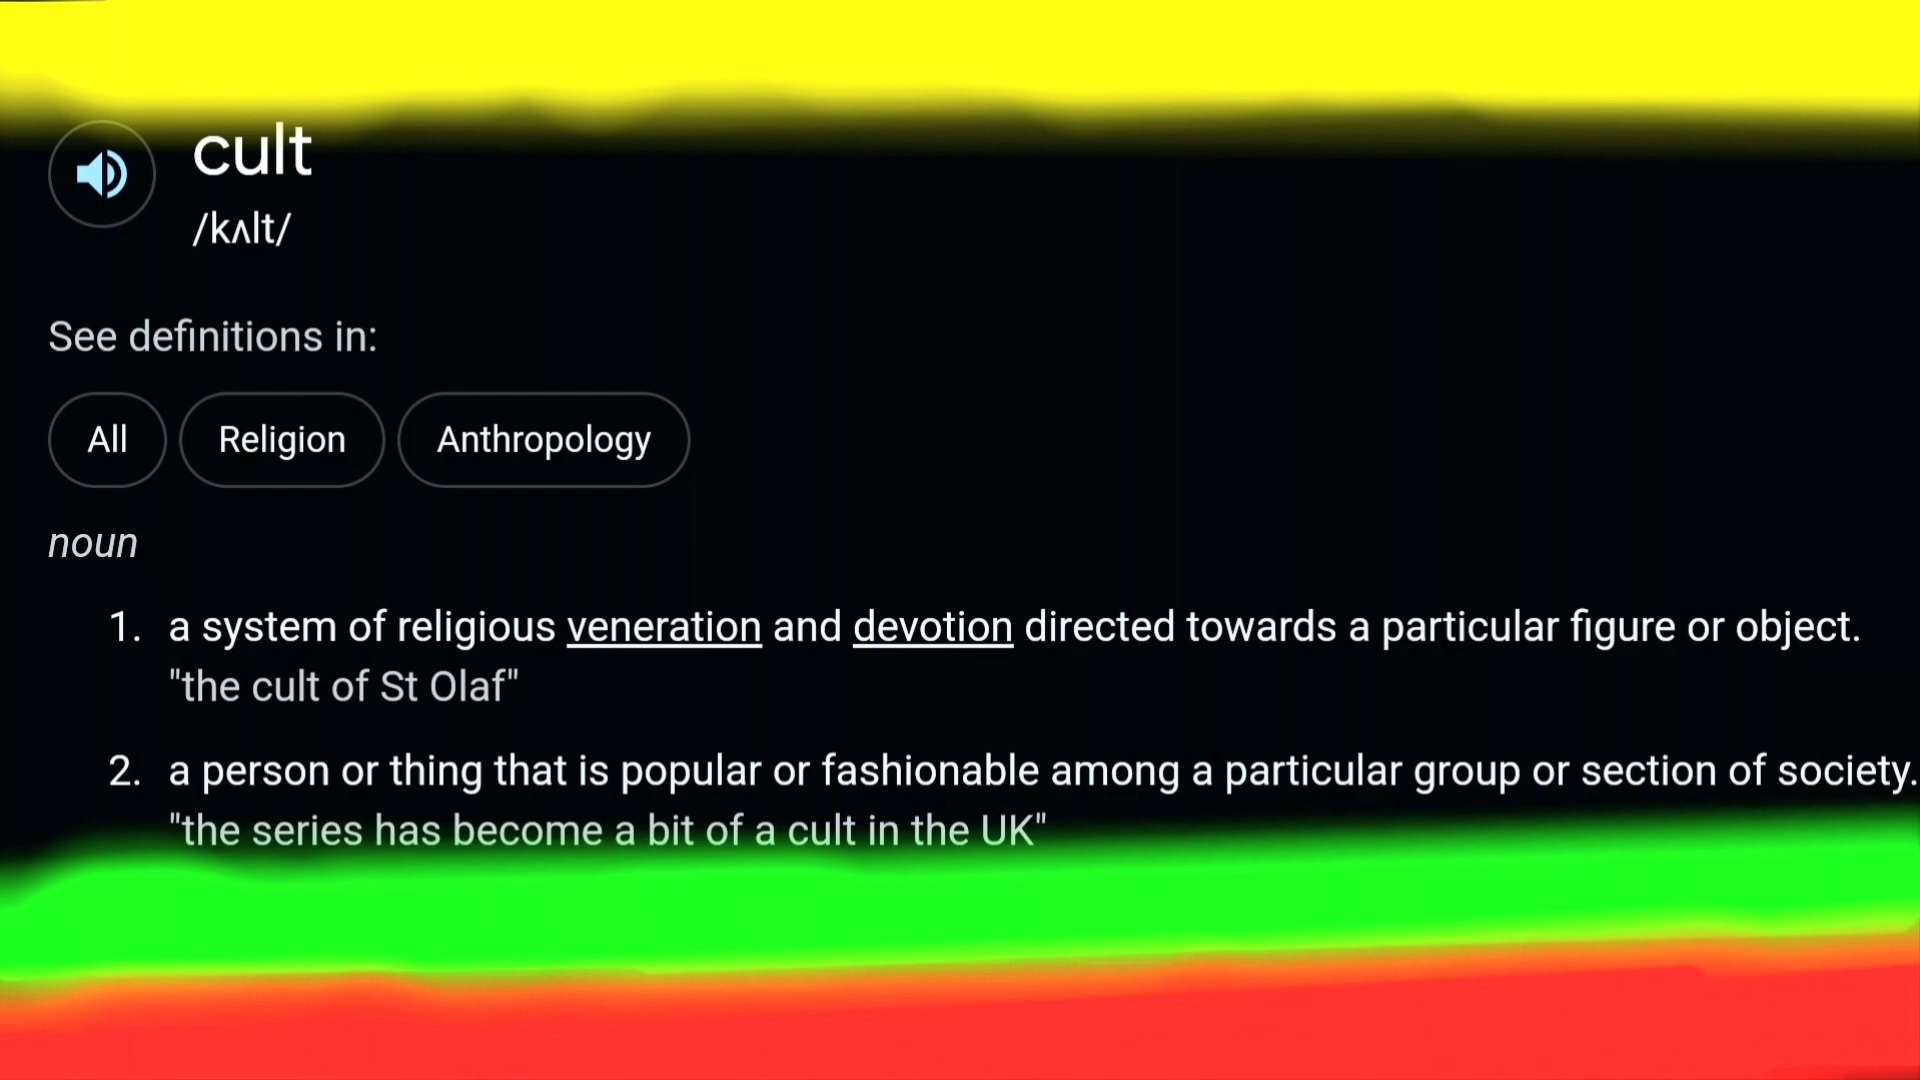 cult
/kʌlt/
See definitions in:
All Religion Anthropology
noun
1. a system of religious veneration and devotion directed towards a particular figure or object.
"the cult of St Olaf"
2. a person or thing that is popular or fashionable among a particular group or section of society.
"the series has become a bit of a cult in the UK"